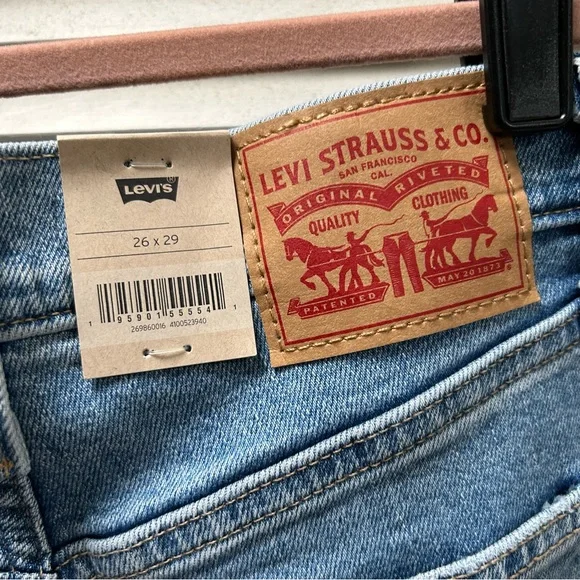 LEVI'S
26 x 29
1 95901 55554 1
269860016 4100523940
LEVI STRAUSS & CO.
SAN FRANCISCO
CAL.
ORIGINAL RIVETED
QUALITY CLOTHING
PATENTED MAY 20 1873